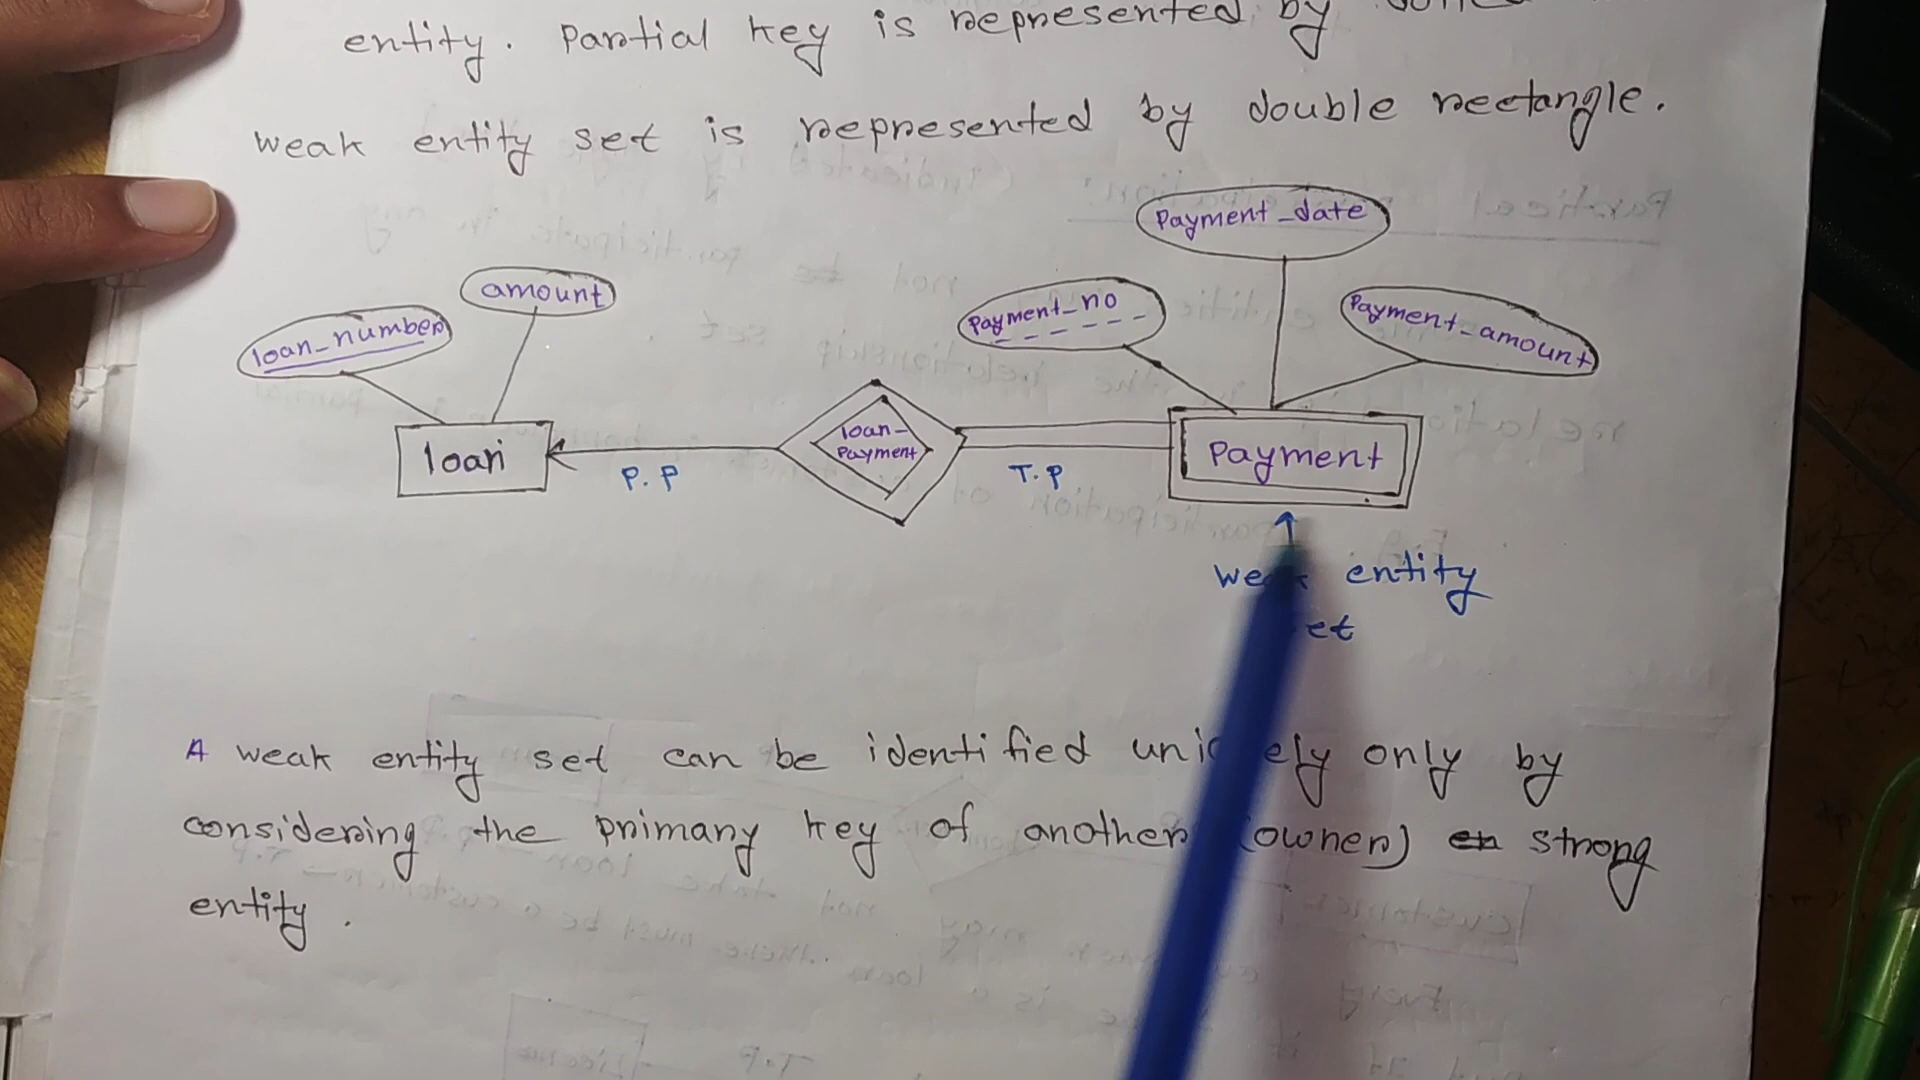 entity. Partial key is represented by
weak entity set is represented by double rectangle.
Payment_date
amount
Payment_no
Payment_amount
loan_number
loan-
Payment
loan
Payment
P.P
T.P
entity
A weak entity set can be identified only by
considering the primary key of another (owner) strong
entity.